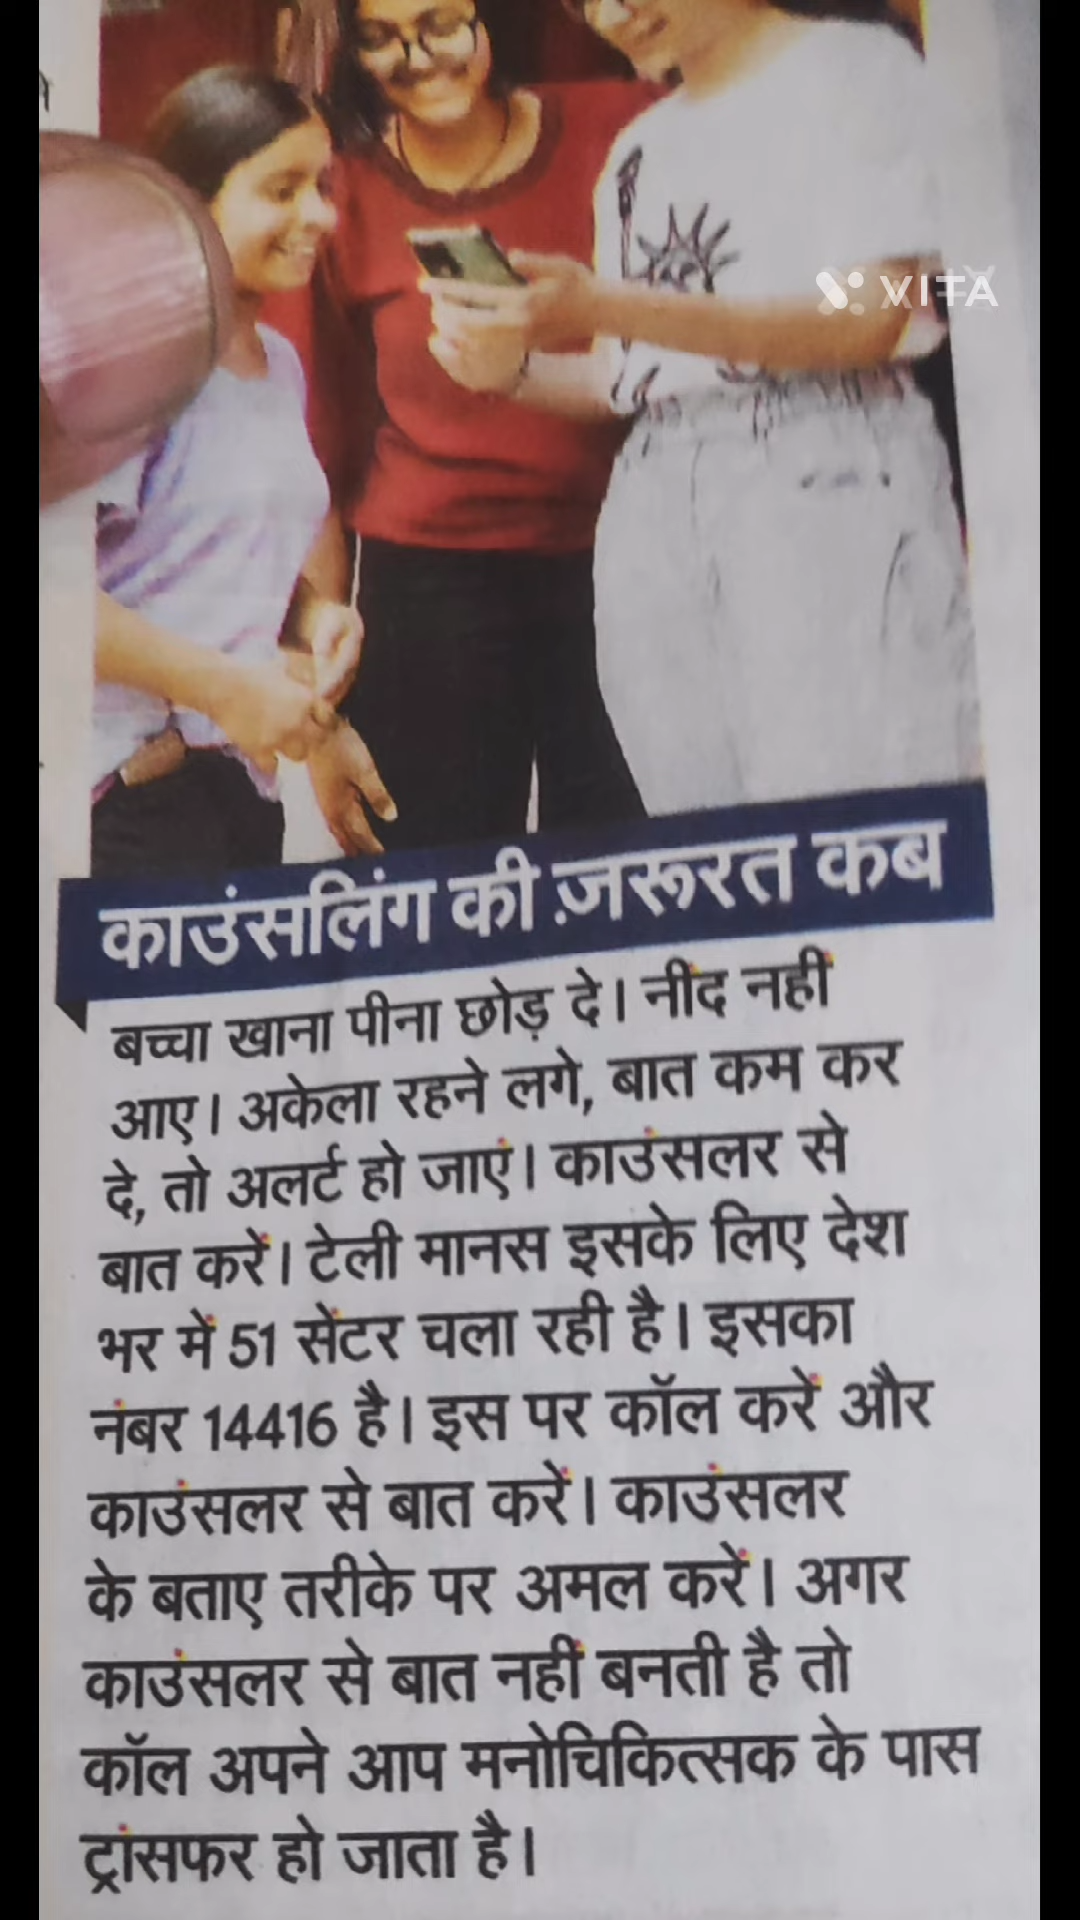 VITA
काउंसलिंग की ज़रूरत कब
बच्चा खाना पीना छोड़ दे। नींद नहीं
आए। अकेला रहने लगे, बात कम कर
दे, तो अलर्ट हो जाएं। काउंसलर से
बात करें। टेली मानस इसके लिए देश
भर में 51 सेंटर चला रही है। इसका
नंबर 14416 है। इस पर कॉल करें और
काउंसलर से बात करें। काउंसलर
के बताए तरीके पर अमल करें। अगर
काउंसलर से बात नहीं बनती है तो
कॉल अपने आप मनोचिकित्सक के पास
ट्रांसफर हो जाता है।